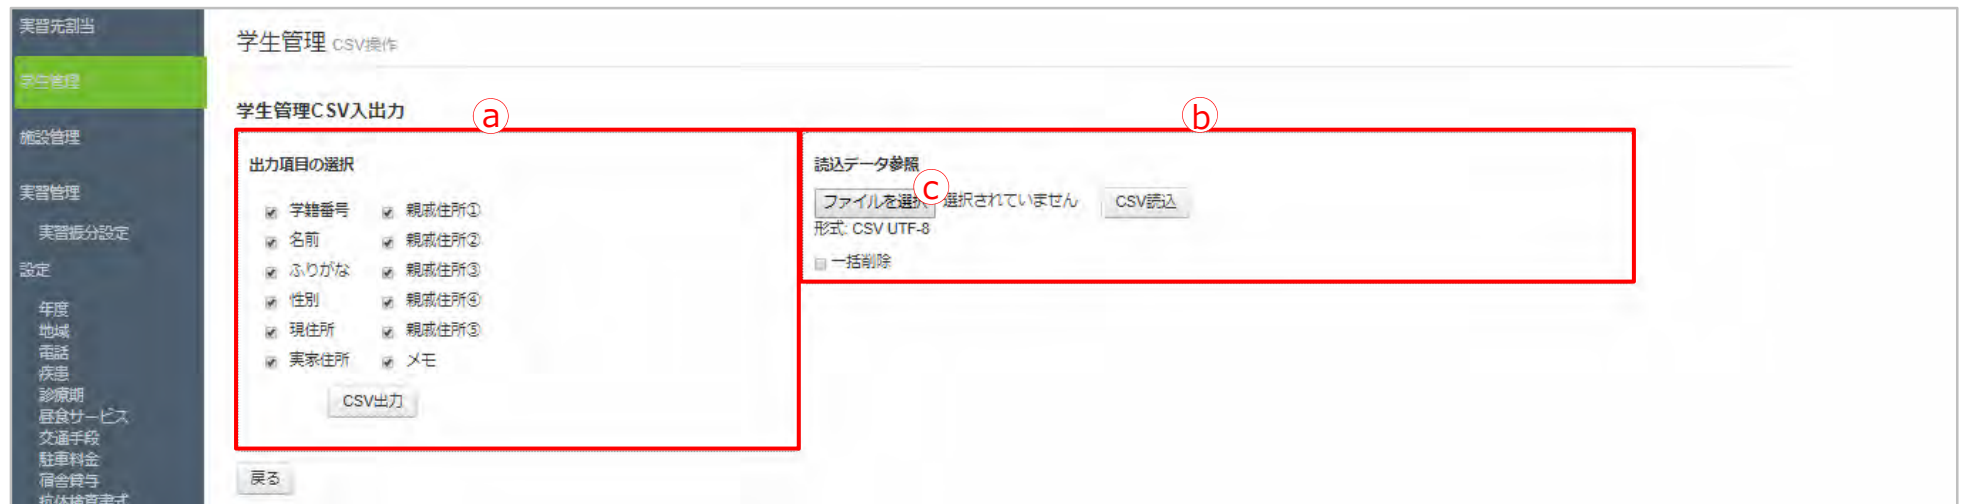 実習先割当
学生管理
施設管理
実習管理
実習振分設定
設定
年度
地域
電話
疾患
診療期
昼食サービス
交通手段
駐車料金
宿舎貸与
抗体検査書式
学生管理 CSV操作
学生管理CSV入出力
a
出力項目の選択
学籍番号 親戚住所①
名前 親戚住所②
ふりがな 親戚住所③
性別 親戚住所④
現住所 親戚住所⑤
実家住所 メモ
CSV出力
b
読込データ参照
c
ファイルを選択 選択されていません CSV読込
形式: CSV UTF-8
一括削除
戻る